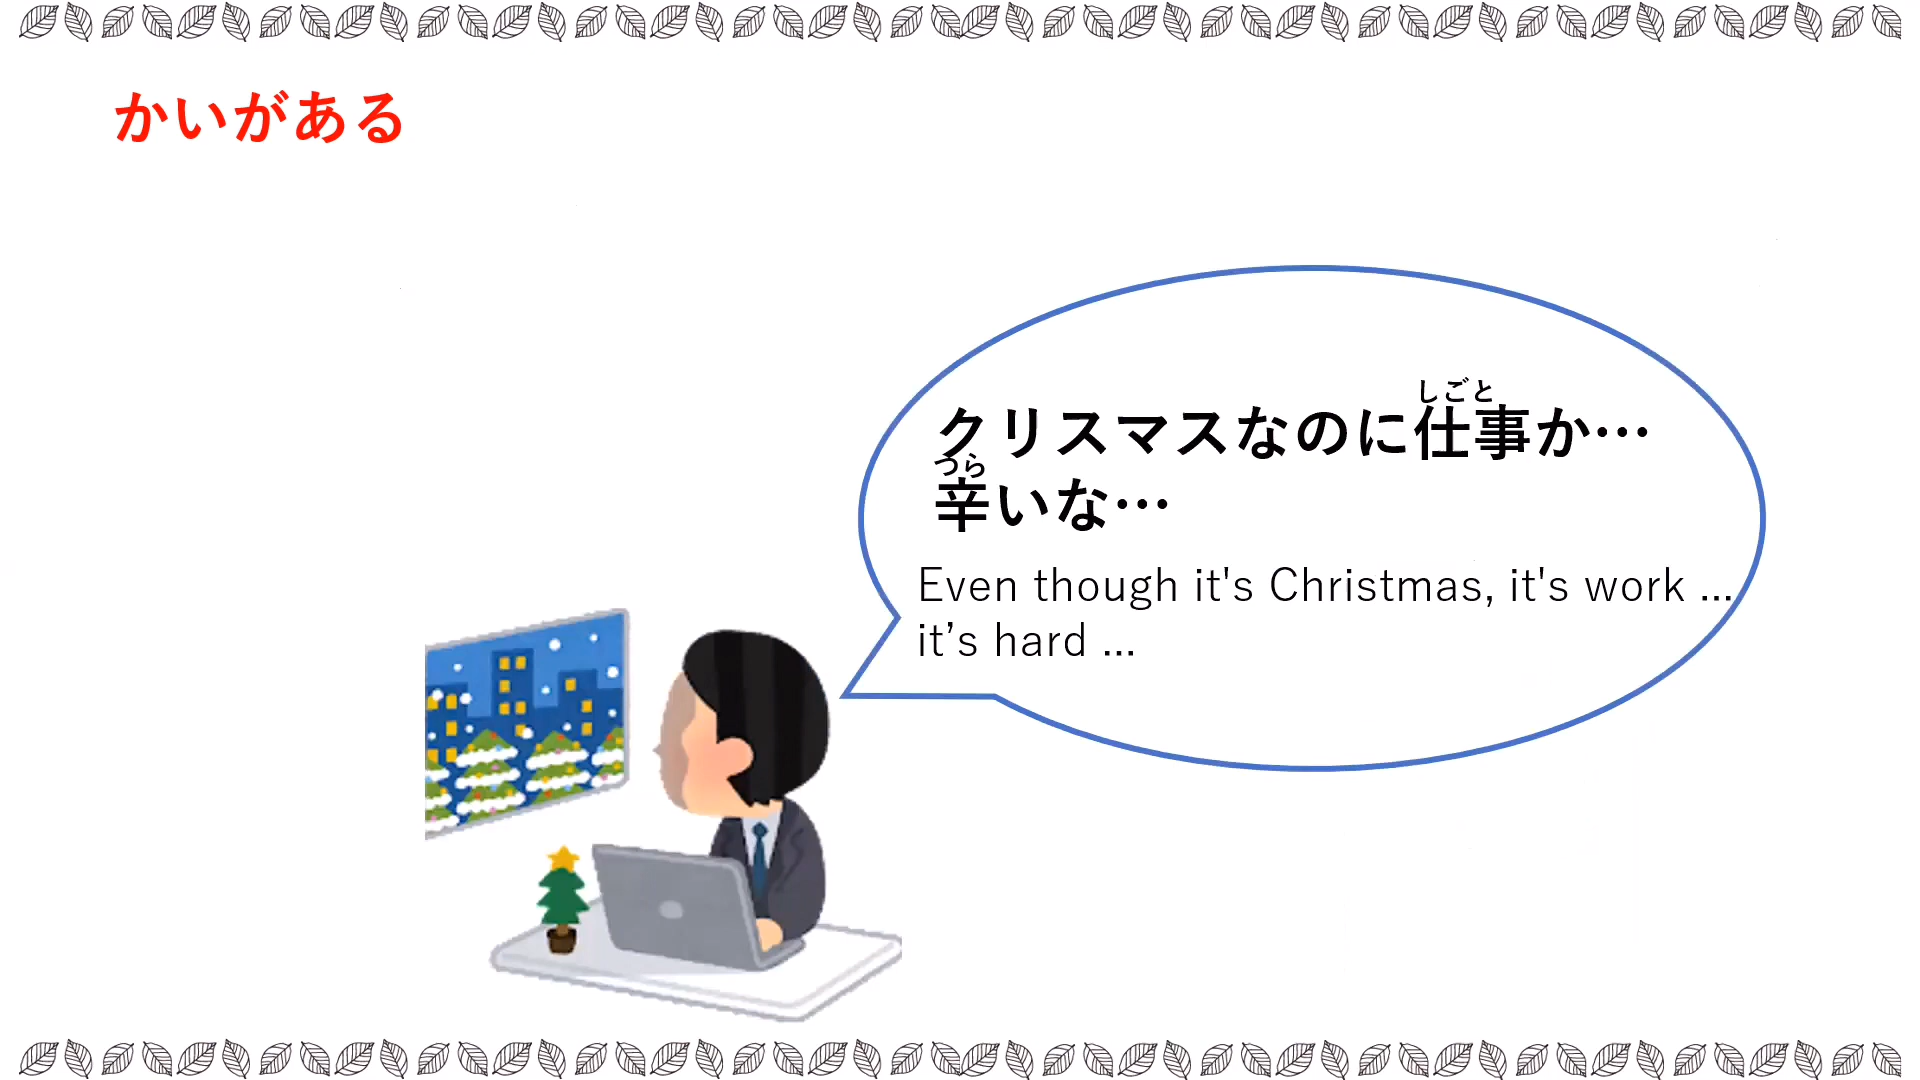 かいがある
しごと
クリスマスなのに仕事か…
つら
辛いな…
Even though it's Christmas, it's work ...
it’s hard ...